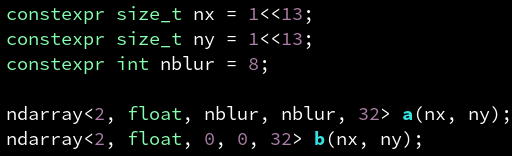 constexpr size_t nx = 1<<13;
constexpr size_t ny = 1<<13;
constexpr int nblur = 8;
ndarray<2, float, nblur, nblur, 32> a(nx, ny);
ndarray<2, float, 0, 0, 32> b(nx, ny);